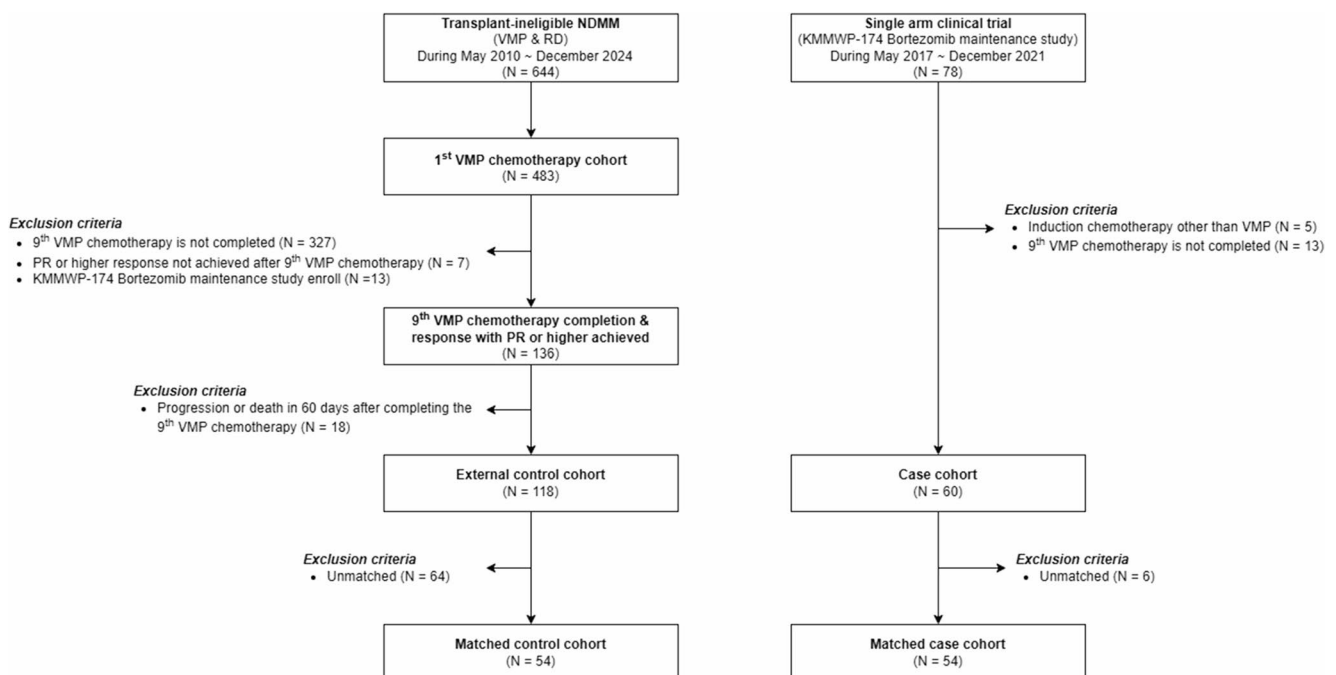 Transplant-ineligible NDMM
(VMP & RD)
During May 2010 ~ December 2024
(N = 644)
1st VMP chemotherapy cohort
(N = 483)
Exclusion criteria
• 9th VMP chemotherapy is not completed (N = 327)
• PR or higher response not achieved after 9th VMP chemotherapy (N = 7)
• KMMWP-174 Bortezomib maintenance study enroll (N =13)
9th VMP chemotherapy completion &
response with PR or higher achieved
(N = 136)
Exclusion criteria
• Progression or death in 60 days after completing the
9th VMP chemotherapy (N = 18)
External control cohort
(N = 118)
Exclusion criteria
• Unmatched (N = 64)
Matched control cohort
(N = 54)
Single arm clinical trial
(KMMWP-174 Bortezomib maintenance study)
During May 2017 ~ December 2021
(N = 78)
Exclusion criteria
• Induction chemotherapy other than VMP (N = 5)
• 9th VMP chemotherapy is not completed (N = 13)
Case cohort
(N = 60)
Exclusion criteria
• Unmatched (N = 6)
Matched case cohort
(N = 54)